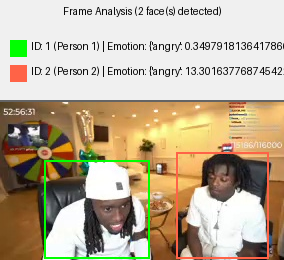 Frame Analysis (2 face(s) detected)
ID: 1 (Person 1) | Emotion: {'angry': 0.349791813641786
ID: 2 (Person 2) | Emotion: {'angry': 13.30163776874542
52:56:31
/116000